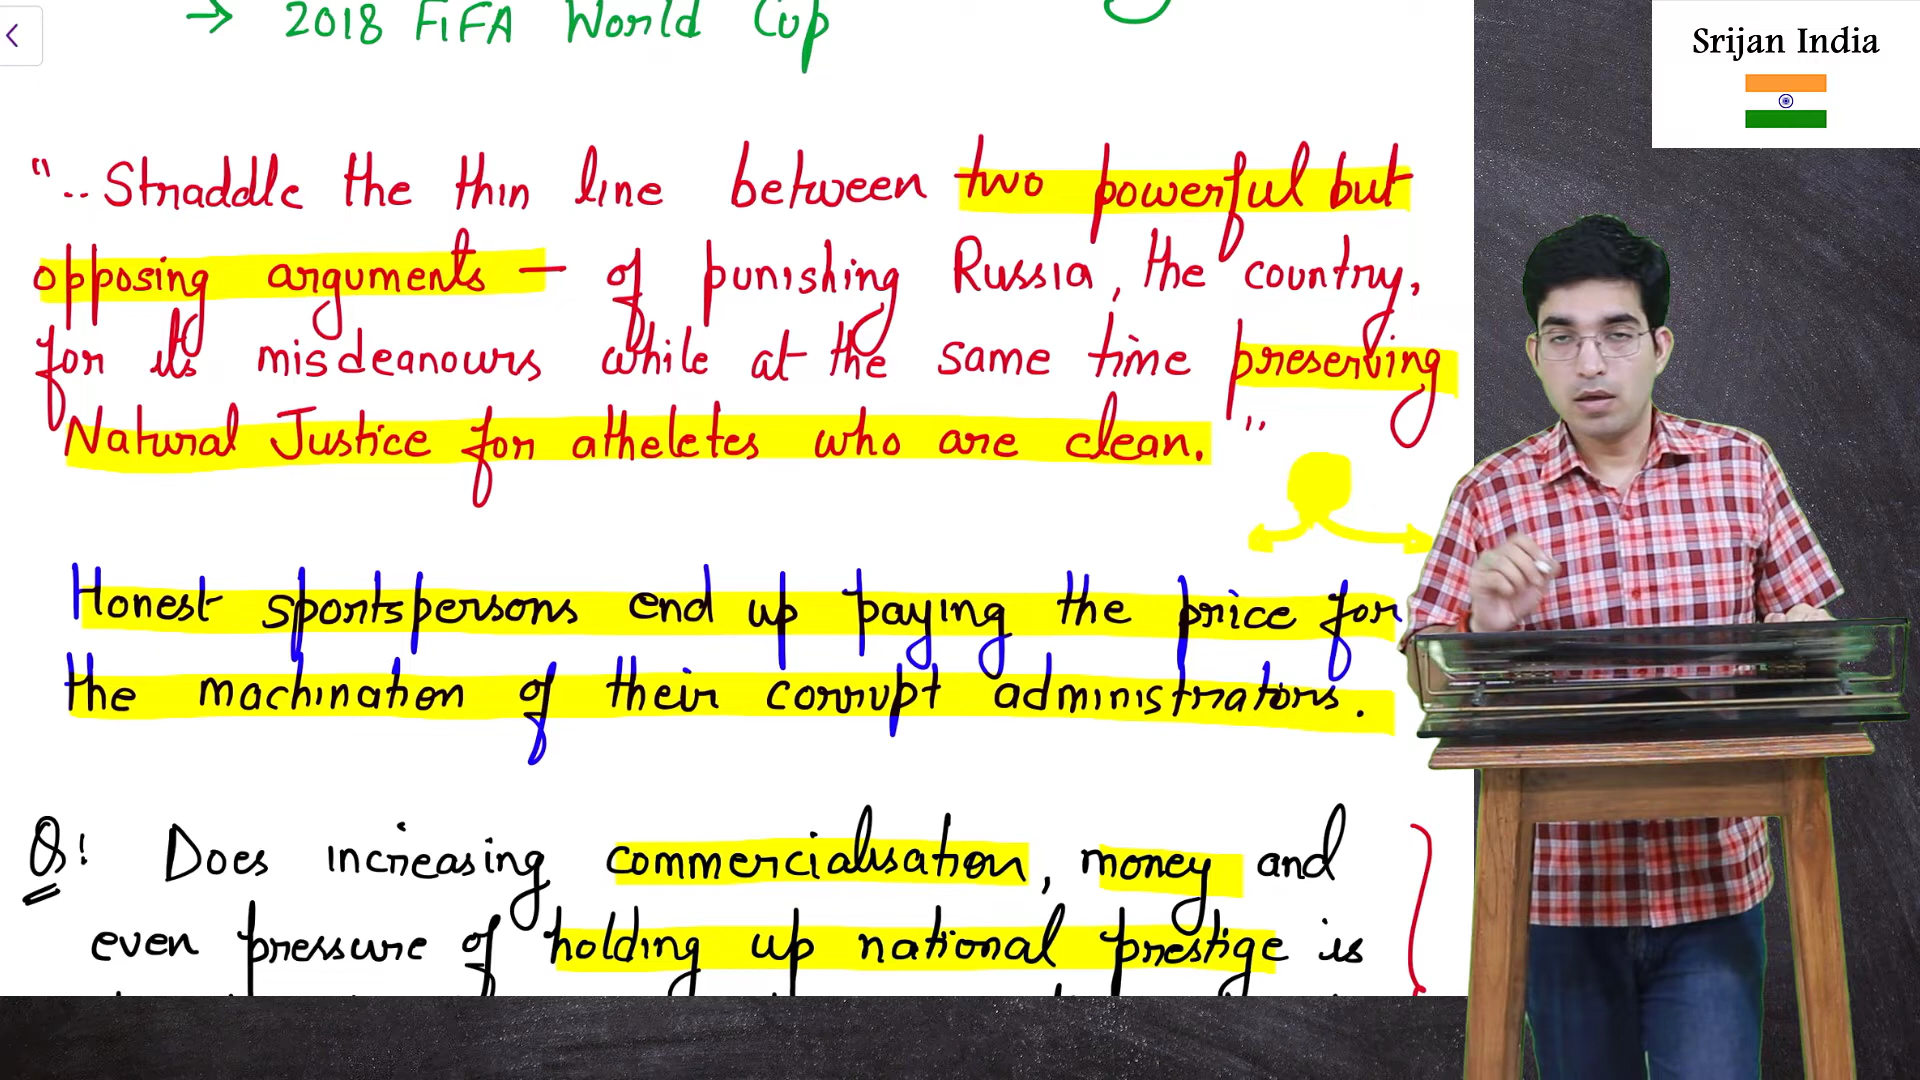 → 2018 FIFA World Cup
Srijan India
"..Straddle the thin line between two powerful but
opposing arguments — of punishing Russia, the country,
for its misdeanours while at the same time preserving
Natural Justice for atheletes who are clean."
Honest sportspersons end up paying the price for
the machination of their corrupt administrators.
Q: Does increasing commercialisation, money and
even pressure of holding up national prestige is